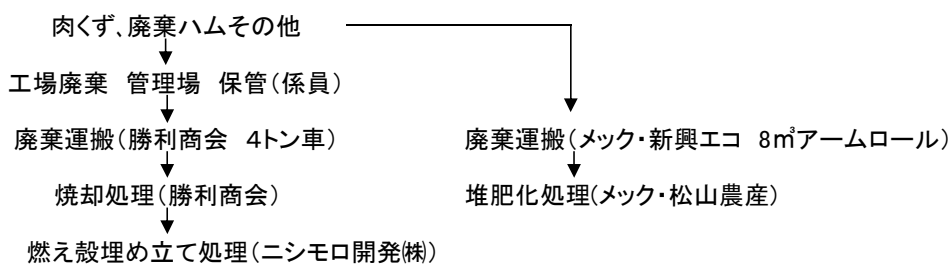 肉くず、廃棄ハムその他
工場廃棄 管理場 保管(係員)
廃棄運搬(勝利商会 4トン車)
焼却処理(勝利商会)
燃え殻埋め立て処理(ニシモロ開発㈱)
廃棄運搬(メック・新興エコ 8㎥アームロール)
堆肥化処理(メック・松山農産)